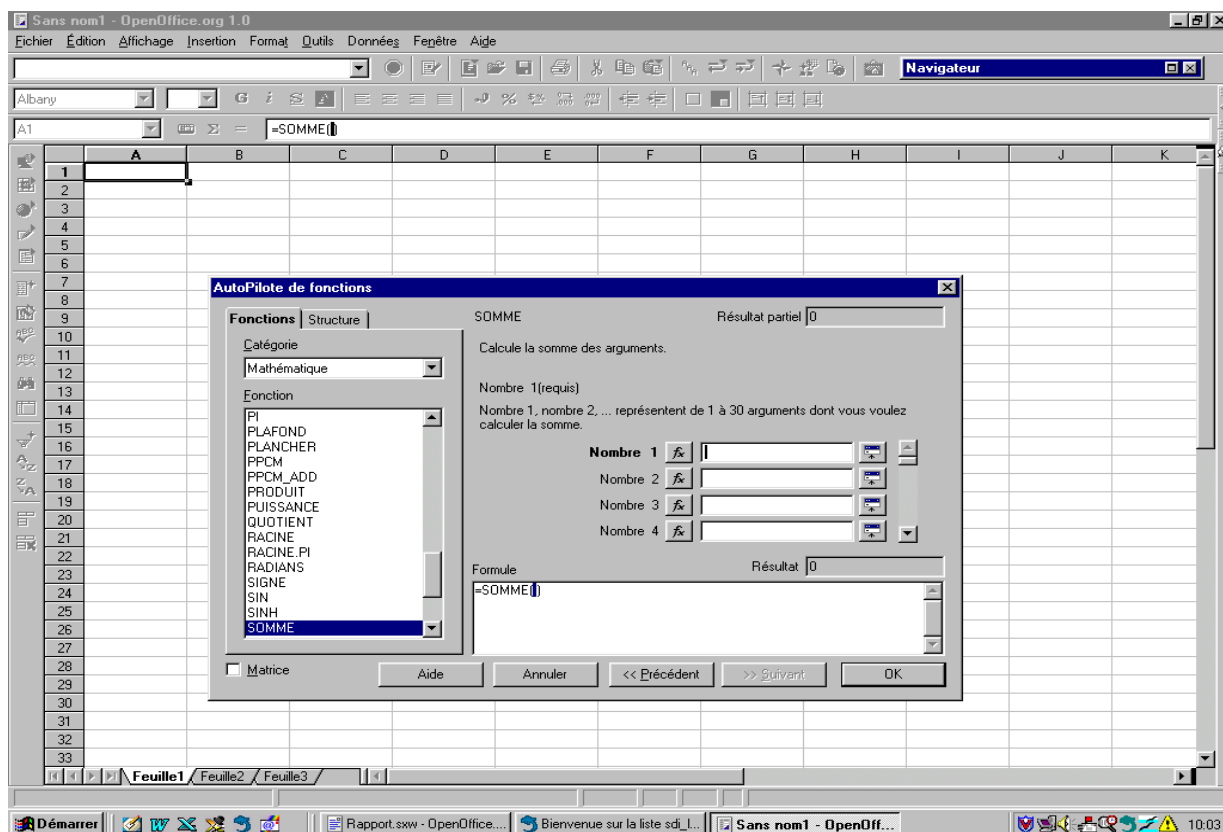 Sans nom1 - OpenOffice.org 1.0
Fichier Édition Affichage Insertion Format Outils Données Fenêtre Aide
Navigateur
Albany G i S
A1 Σ = =SOMME()
A B C D E F G H I J K
1
2
3
4
5
6
7
8
9
10
11
12
13
14
15
16
17
18
19
20
21
22
23
24
25
26
27
28
29
30
31
32
33
AutoPilote de fonctions
Fonctions Structure
Catégorie
Mathématique
Fonction
PI
PLAFOND
PLANCHER
PPCM
PPCM_ADD
PRODUIT
PUISSANCE
QUOTIENT
RACINE
RACINE.PI
RADIANS
SIGNE
SIN
SINH
SOMME
Matrice
SOMME Résultat partiel 0
Calcule la somme des arguments.
Nombre 1(requis)
Nombre 1, nombre 2, ... représentent de 1 à 30 arguments dont vous voulez
calculer la somme.
Nombre 1 fx
Nombre 2 fx
Nombre 3 fx
Nombre 4 fx
Formule Résultat 0
=SOMME()
Aide Annuler << Précédent >> Suivant OK
Feuille1 Feuille2 Feuille3
Démarrer Rapport.sxw - OpenOffice.... Bienvenue sur la liste sdi_l... Sans nom1 - OpenOff... 10:03